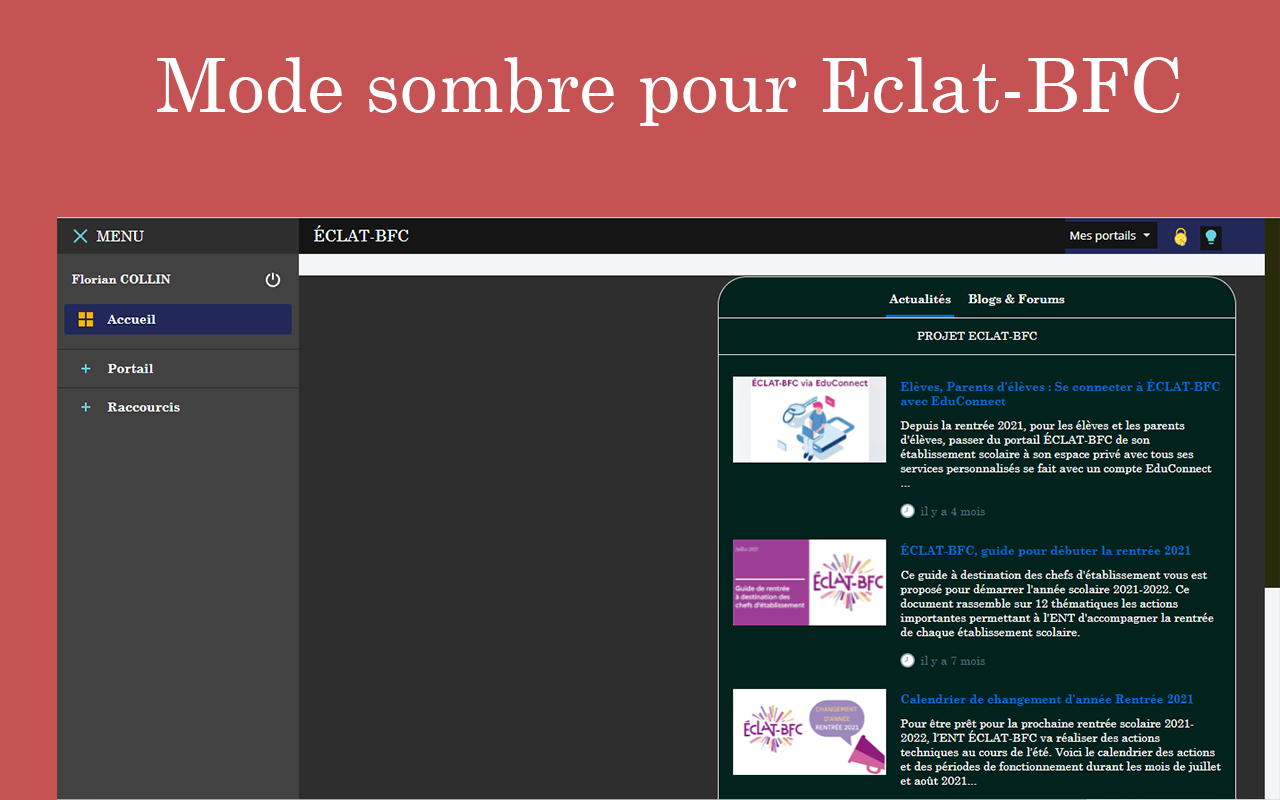 Mode sombre pour Eclat-BFC
MENU
ÉCLAT-BFC
Mes portails
Florian COLLIN
Accueil
Portail
Raccourcis
Actualités
Blogs & Forums
PROJET ECLAT-BFC
ÉCLAT-BFC via EduConnect
Elèves, Parents d'élèves : Se connecter à ÉCLAT-BFC
avec EduConnect
Depuis la rentrée 2021, pour les élèves et les parents
d'élèves, passer du portail ÉCLAT-BFC de son
établissement scolaire à son espace privé avec tous ses
services personnalisés se fait avec un compte EduConnect
...
il y a 4 mois
Juillet 2021
Guide de rentrée
à destination des
chefs d'établissement
ÉCLAT-BFC
ÉCLAT-BFC, guide pour débuter la rentrée 2021
Ce guide à destination des chefs d'établissement vous est
proposé pour démarrer l'année scolaire 2021-2022. Ce
document rassemble sur 12 thématiques les actions
importantes permettant à l'ENT d'accompagner la rentrée
de chaque établissement scolaire.
il y a 7 mois
ÉCLAT-BFC
CHANGEMENT
D'ANNÉE
RENTRÉE 2021
Calendrier de changement d'année Rentrée 2021
Pour être prêt pour la prochaine rentrée scolaire 2021-
2022, l'ENT ÉCLAT-BFC va réaliser des actions
techniques au cours de l'été. Voici le calendrier des actions
et des périodes de fonctionnement durant les mois de juillet
et août 2021...